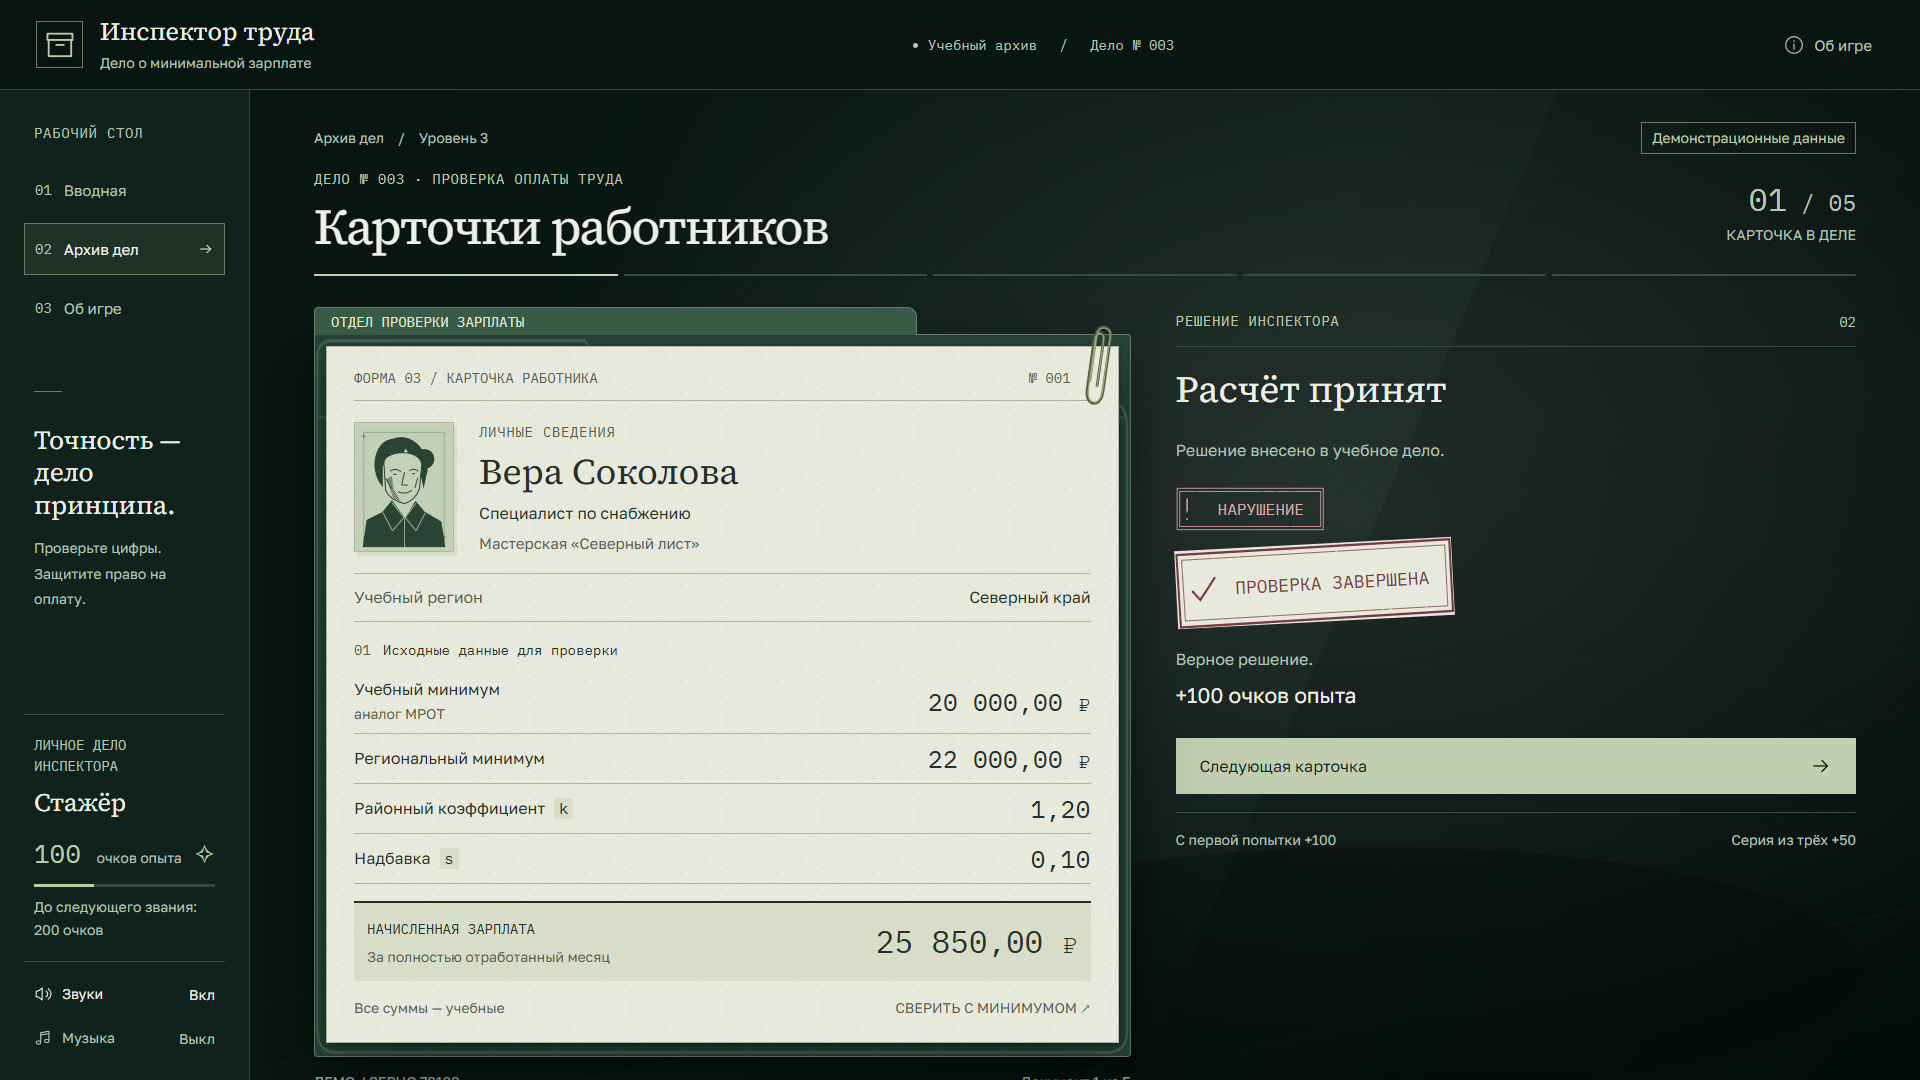 Инспектор труда
Дело о минимальной зарплате
• Учебный архив / Дело № 003
Об игре
РАБОЧИЙ СТОЛ
01 Вводная
02 Архив дел →
03 Об игре
Точность —
дело
принципа.
Проверьте цифры.
Защитите право на
оплату.
ЛИЧНОЕ ДЕЛО
ИНСПЕКТОРА
Стажёр
100 очков опыта
До следующего звания:
200 очков
Звуки Вкл
Музыка Выкл
Архив дел / Уровень 3
Демонстрационные данные
ДЕЛО № 003 · ПРОВЕРКА ОПЛАТЫ ТРУДА
Карточки работников
01 / 05
КАРТОЧКА В ДЕЛЕ
ОТДЕЛ ПРОВЕРКИ ЗАРПЛАТЫ
ФОРМА 03 / КАРТОЧКА РАБОТНИКА № 001
ЛИЧНЫЕ СВЕДЕНИЯ
Вера Соколова
Специалист по снабжению
Мастерская «Северный лист»
Учебный регион Северный край
01 Исходные данные для проверки
Учебный минимум
аналог МРОТ
20 000,00 ₽
Региональный минимум 22 000,00 ₽
Районный коэффициент k 1,20
Надбавка s 0,10
НАЧИСЛЕННАЯ ЗАРПЛАТА
За полностью отработанный месяц
25 850,00 ₽
Все суммы — учебные СВЕРИТЬ С МИНИМУМОМ ↗
РЕШЕНИЕ ИНСПЕКТОРА 02
Расчёт принят
Решение внесено в учебное дело.
! НАРУШЕНИЕ
ПРОВЕРКА ЗАВЕРШЕНА
Верное решение.
+100 очков опыта
Следующая карточка →
С первой попытки +100 Серия из трёх +50